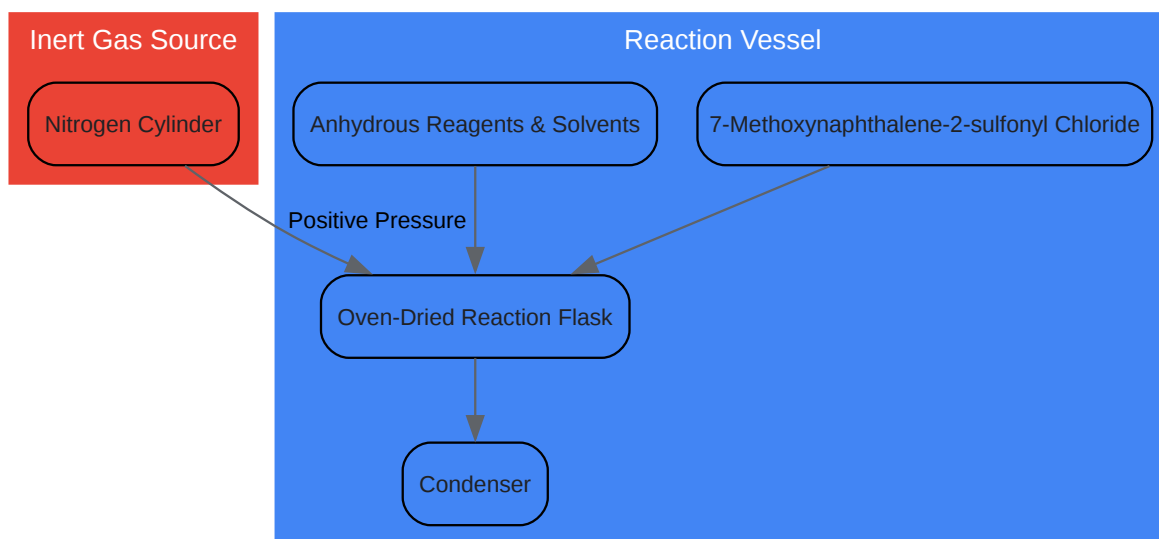 Inert Gas Source
Reaction Vessel
Nitrogen Cylinder
Anhydrous Reagents & Solvents
7-Methoxynaphthalene-2-sulfonyl Chloride
Positive Pressure
Oven-Dried Reaction Flask
Condenser